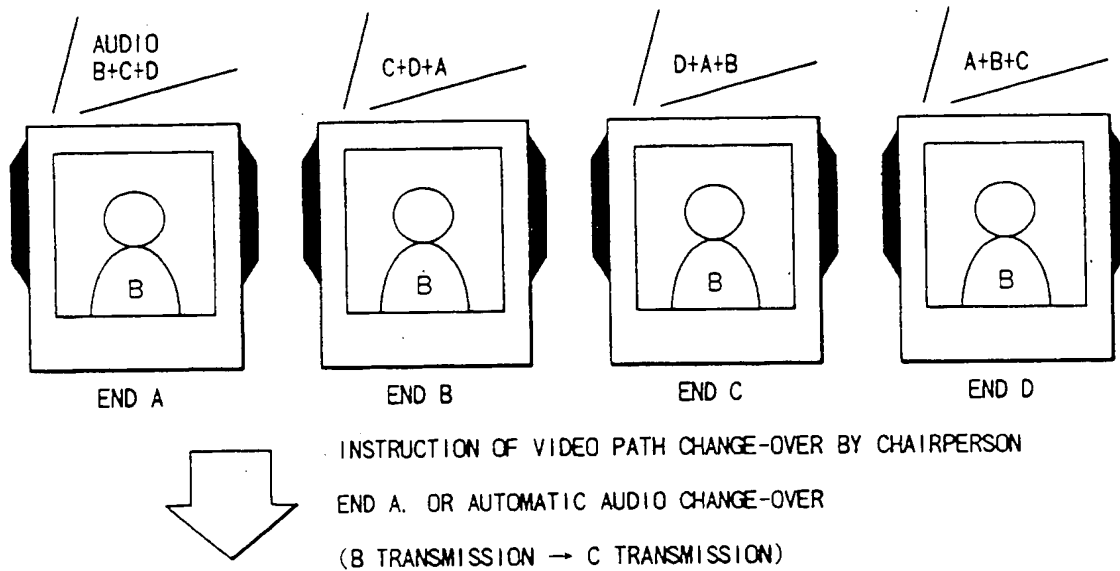 AUDIO
B+C+D
C+D+A
D+A+B
A+B+C
B
B
B
B
END A
END B
END C
END D
INSTRUCTION OF VIDEO PATH CHANGE-OVER BY CHAIRPERSON
END A. OR AUTOMATIC AUDIO CHANGE-OVER
(B TRANSMISSION → C TRANSMISSION)